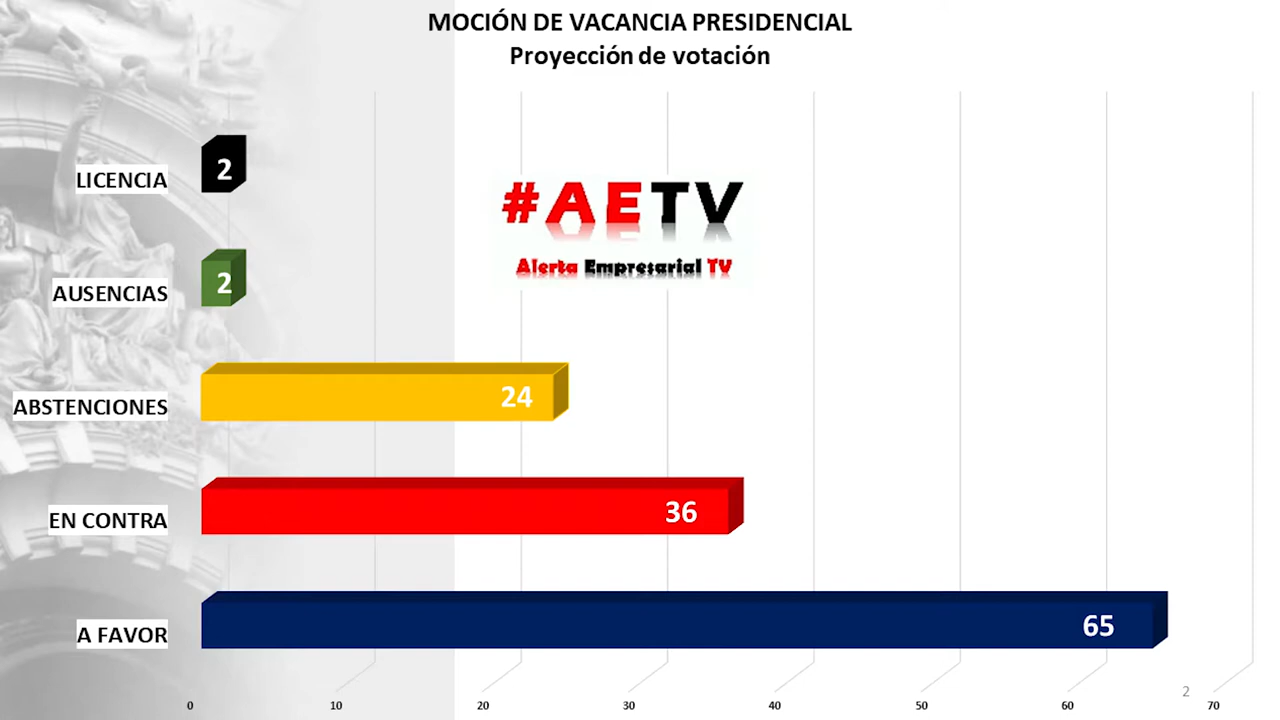 MOCIÓN DE VACANCIA PRESIDENCIAL
Proyección de votación
LICENCIA 2
#AETV
Alerta Empresarial TV
AUSENCIAS 2
ABSTENCIONES 24
EN CONTRA 36
A FAVOR 65
2
0 10 20 30 40 50 60 70